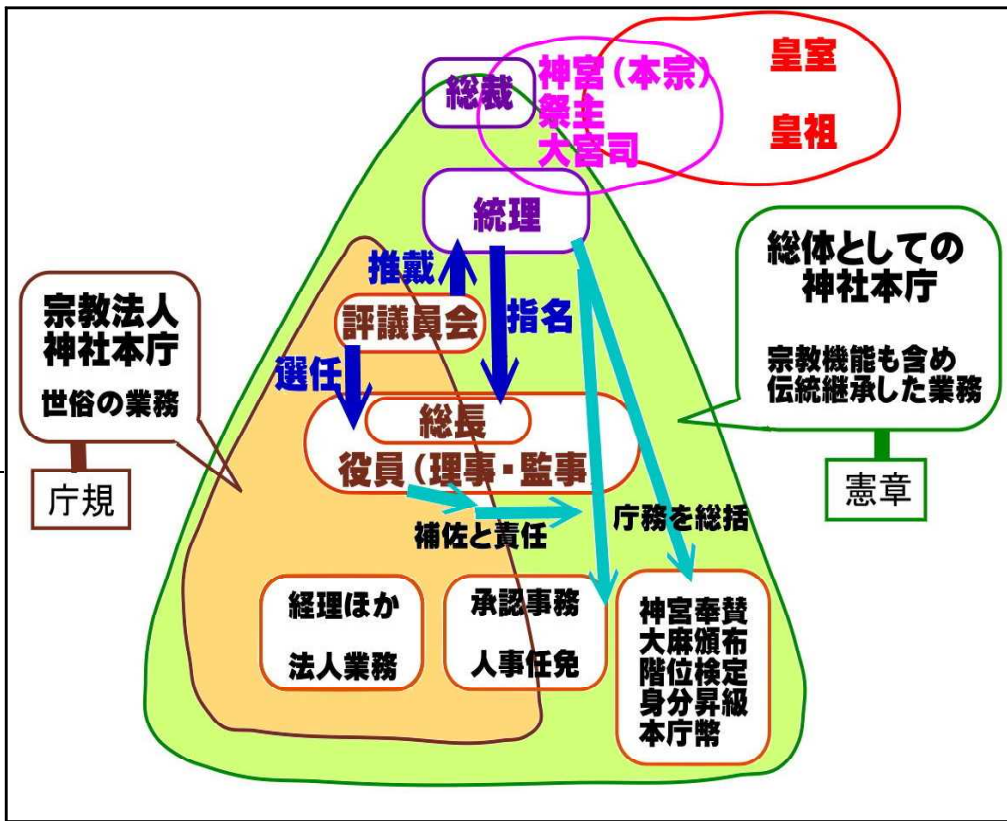 総裁
神宮（本宗）
祭主
大宮司
皇室
皇祖
統理
推戴
指名
評議員会
選任
総長
役員（理事・監事
宗教法人
神社本庁
世俗の業務
庁規
総体としての
神社本庁
宗教機能も含め
伝統継承した業務
憲章
補佐と責任
庁務を総括
経理ほか
法人業務
承認事務
人事任免
神宮奉賛
大麻頒布
階位検定
身分昇級
本庁幣